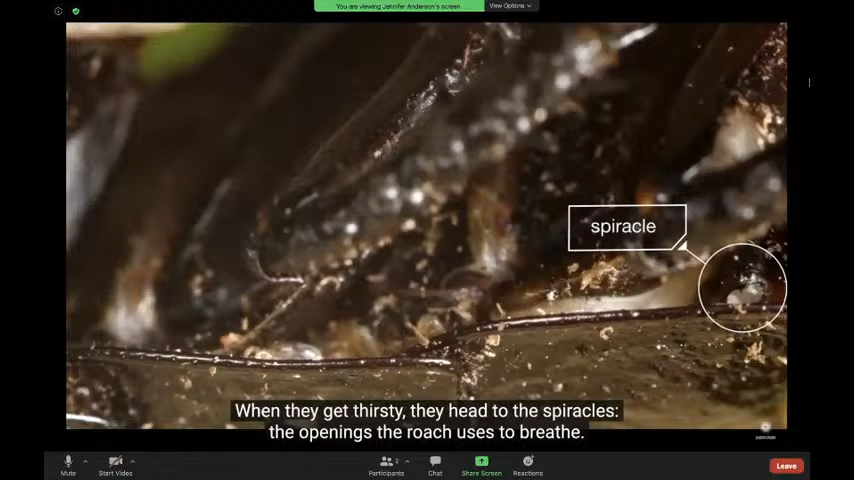 You are viewing Jennifer Anderson's screen
View Options
spiracle
When they get thirsty, they head to the spiracles:
the openings the roach uses to breathe.
Mute
Start Video
Participants
2
Chat
Share Screen
Reactions
Leave